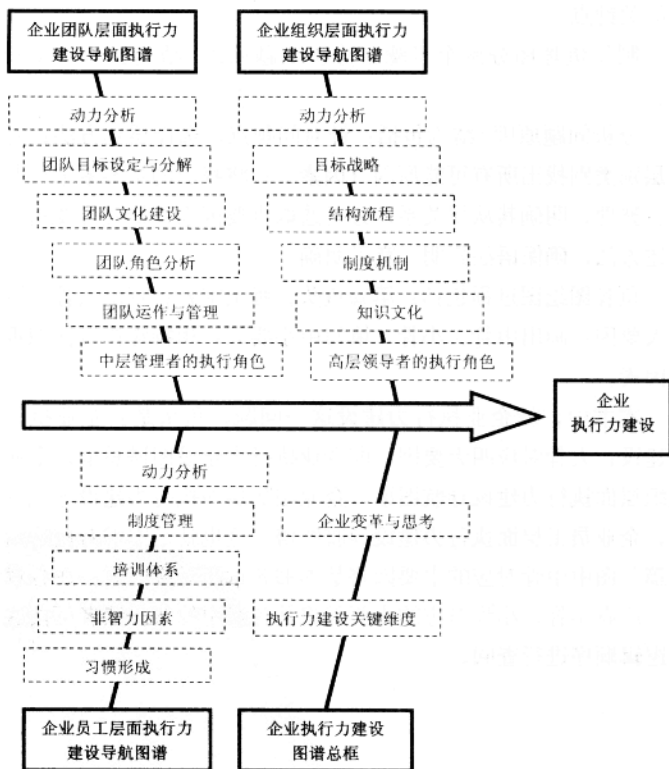 企业团队层面执行力
建设导航图谱
企业组织层面执行力
建设导航图谱
动力分析
动力分析
团队目标设定与分解
目标战略
团队文化建设
结构流程
团队角色分析
制度机制
团队运作与管理
知识文化
中层管理者的执行角色
高层领导者的执行角色
企业
执行力建设
动力分析
制度管理
企业变革与思考
培训体系
非智力因素
执行力建设关键维度
习惯形成
企业员工层面执行力
建设导航图谱
企业执行力建设
图谱总框